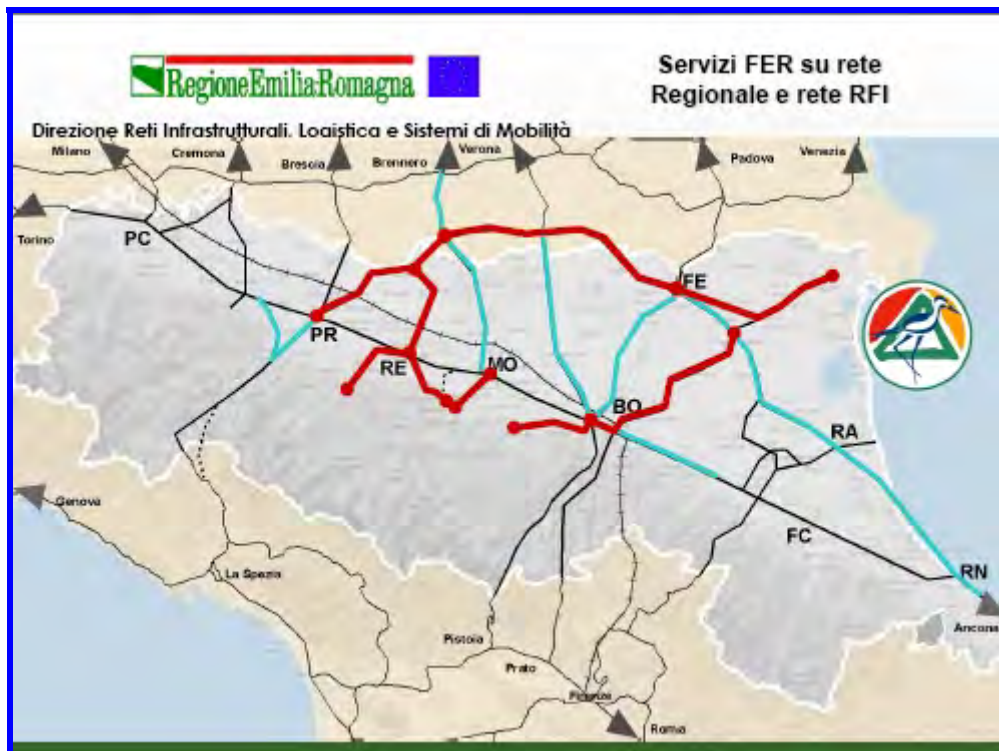 RegioneEmilia-Romagna
Servizi FER su rete
Regionale e rete RFI
Direzione Reti Infrastrutturali, Logistica e Sistemi di Mobilità
Milano
Cremona
Brescia
Brennero
Verona
Padova
Venezia
Torino
PC
PR
RE
MO
BO
FE
RA
FC
RN
Genova
La Spezia
Pistoia
Prato
Firenze
Roma
Ancona